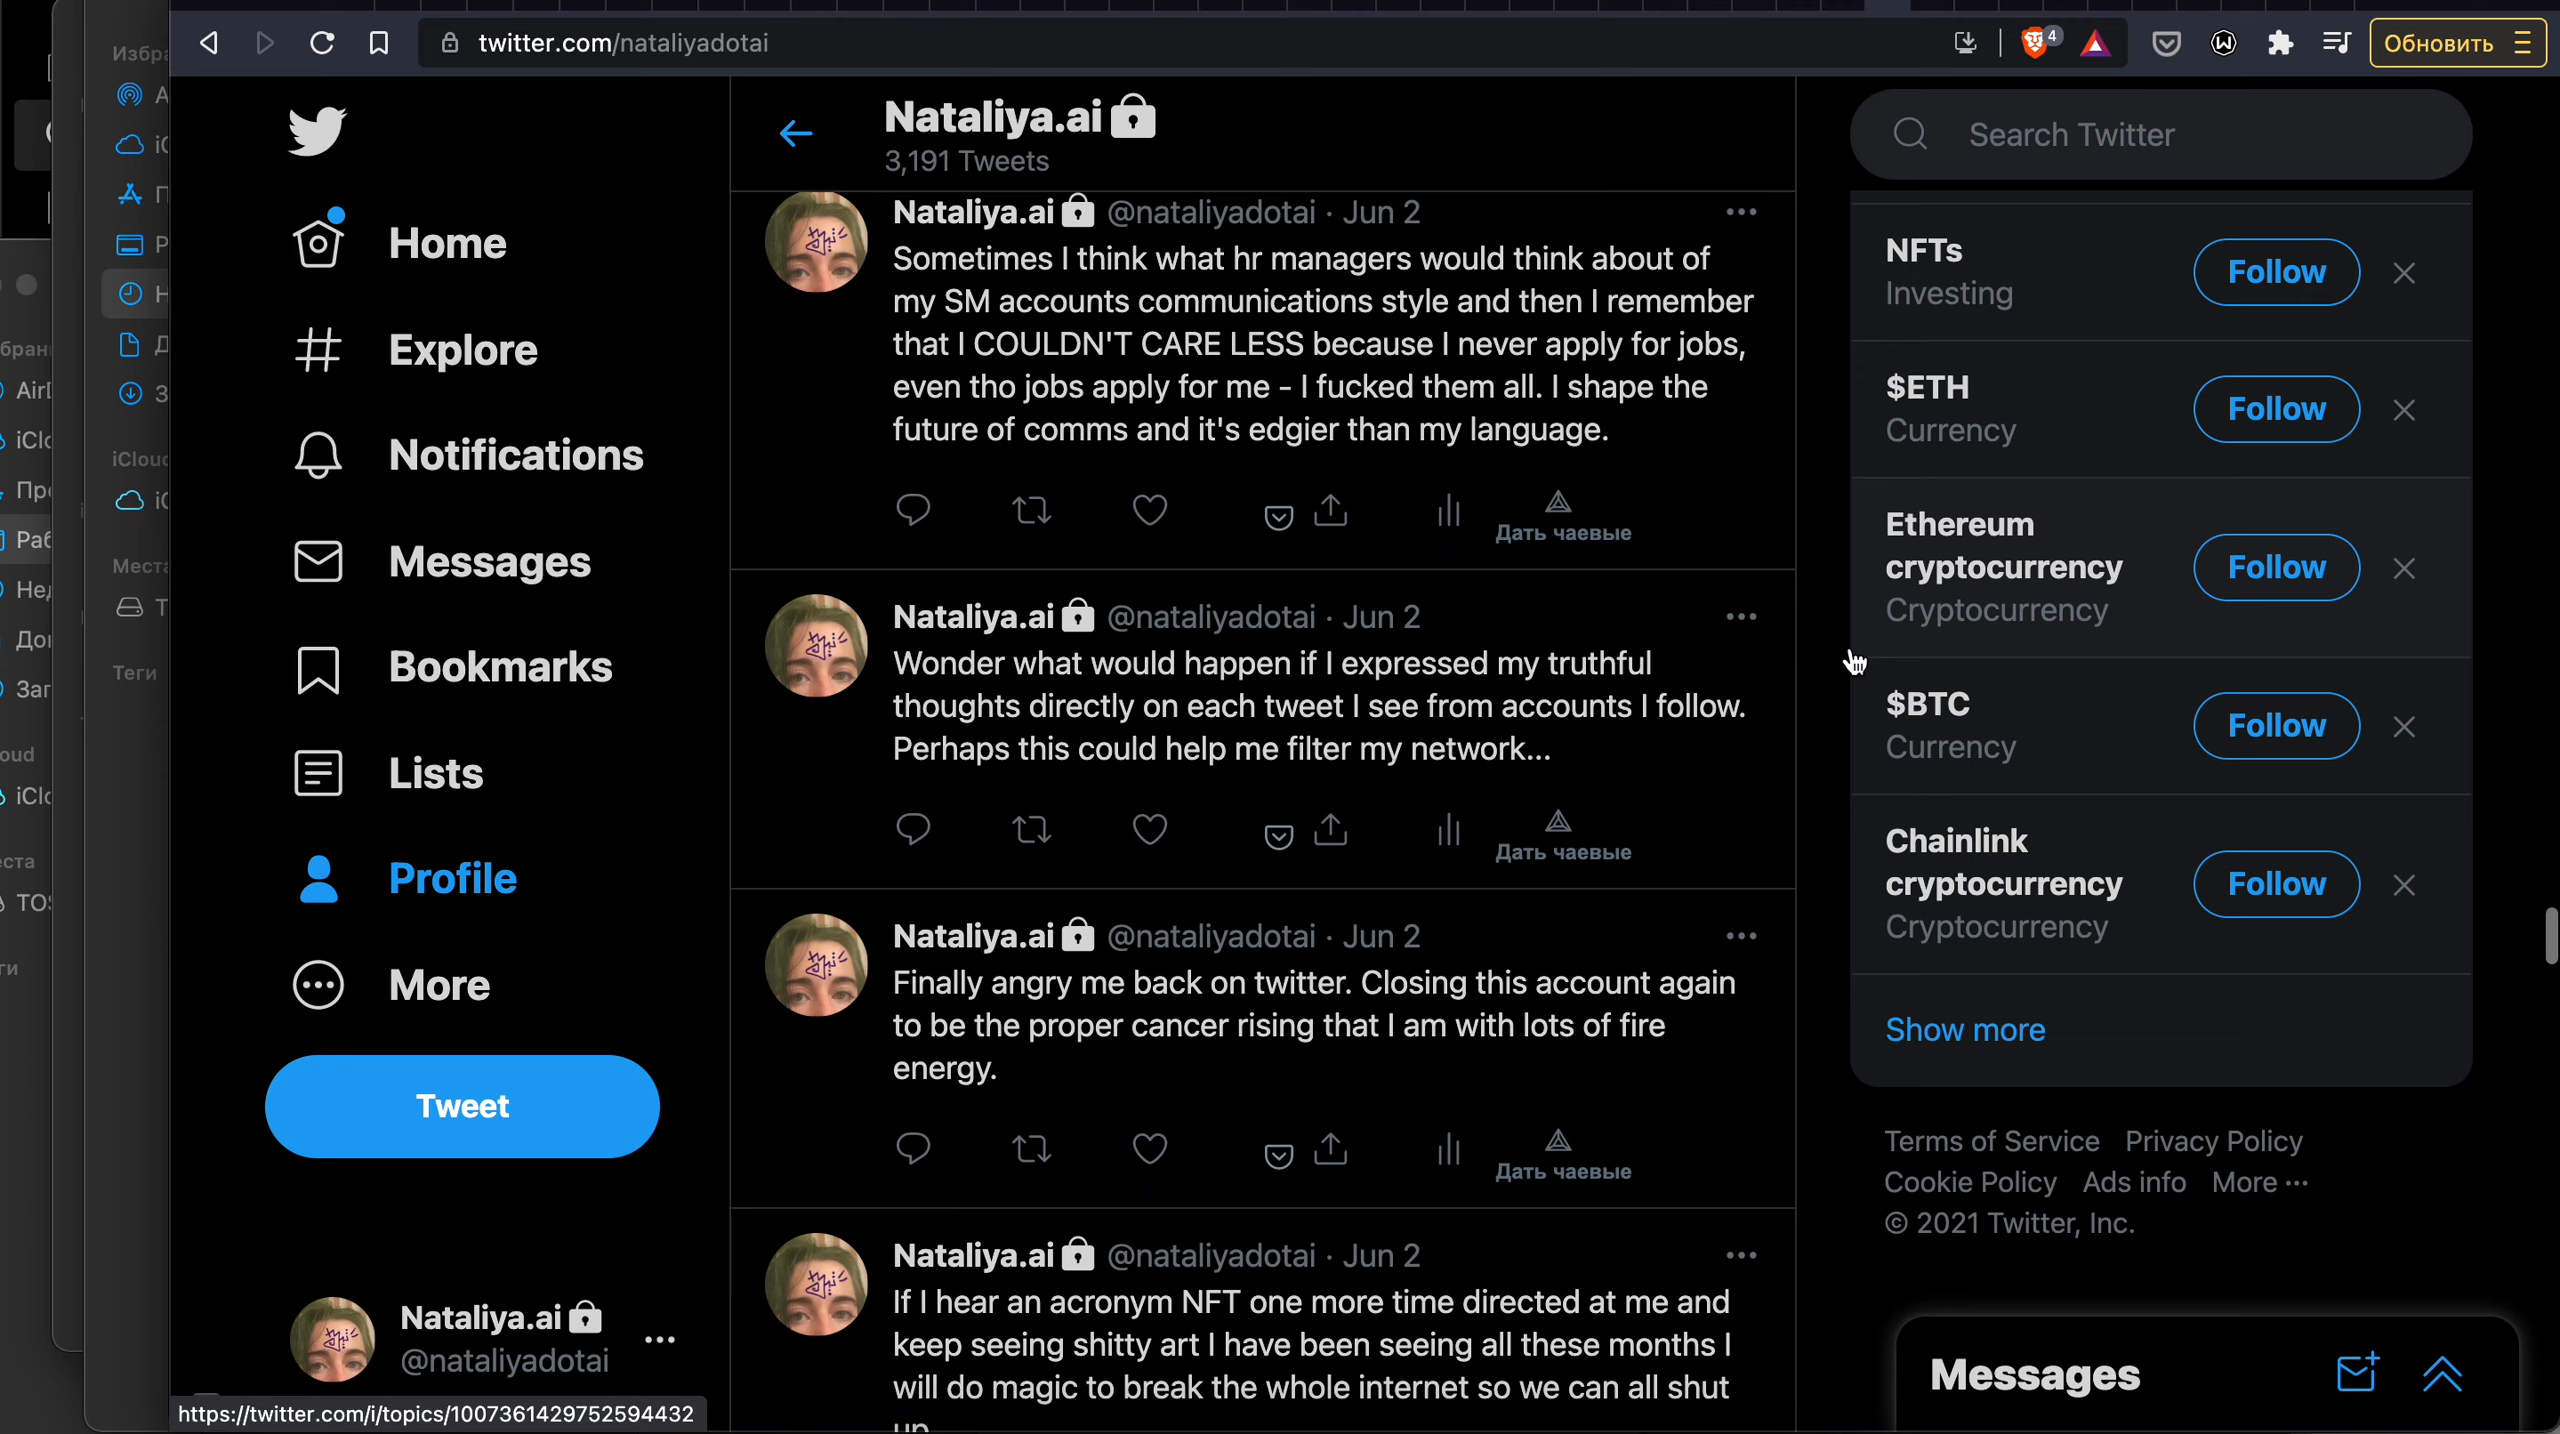 twitter.com/nataliyadotai
4
Обновить
Избра
iCloud
Места
Теги
AirD
TOS
Home
Explore
Notifications
Messages
Bookmarks
Lists
Profile
More
Tweet
Nataliya.ai
@nataliyadotai
https://twitter.com/i/topics/1007361429752594432
Nataliya.ai
3,191 Tweets
Nataliya.ai @nataliyadotai · Jun 2
Sometimes I think what hr managers would think about of
my SM accounts communications style and then I remember
that I COULDN'T CARE LESS because I never apply for jobs,
even tho jobs apply for me - I fucked them all. I shape the
future of comms and it's edgier than my language.
Дать чаевые
Nataliya.ai @nataliyadotai · Jun 2
Wonder what would happen if I expressed my truthful
thoughts directly on each tweet I see from accounts I follow.
Perhaps this could help me filter my network...
Дать чаевые
Nataliya.ai @nataliyadotai · Jun 2
Finally angry me back on twitter. Closing this account again
to be the proper cancer rising that I am with lots of fire
energy.
Дать чаевые
Nataliya.ai @nataliyadotai · Jun 2
If I hear an acronym NFT one more time directed at me and
keep seeing shitty art I have been seeing all these months I
will do magic to break the whole internet so we can all shut
up
Search Twitter
NFTs
Investing
Follow
$ETH
Currency
Follow
Ethereum
cryptocurrency
Cryptocurrency
Follow
$BTC
Currency
Follow
Chainlink
cryptocurrency
Cryptocurrency
Follow
Show more
Terms of Service Privacy Policy
Cookie Policy Ads info More ···
© 2021 Twitter, Inc.
Messages